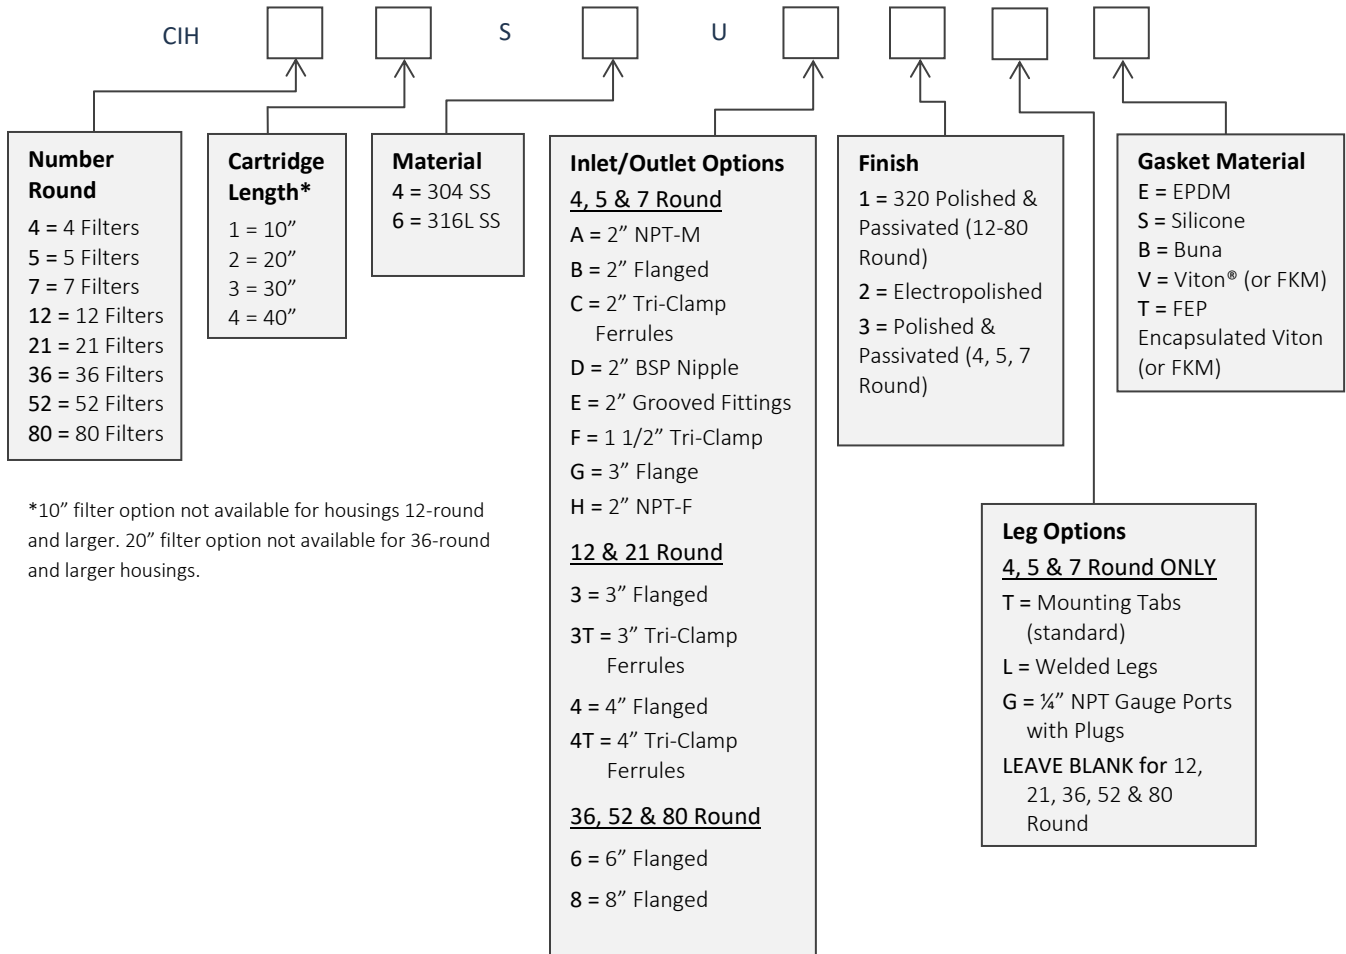 CIH S U
Number
Round
4 = 4 Filters
5 = 5 Filters
7 = 7 Filters
12 = 12 Filters
21 = 21 Filters
36 = 36 Filters
52 = 52 Filters
80 = 80 Filters
Cartridge
Length*
1 = 10”
2 = 20”
3 = 30”
4 = 40”
Material
4 = 304 SS
6 = 316L SS
Inlet/Outlet Options
4, 5 & 7 Round
A = 2” NPT-M
B = 2” Flanged
C = 2” Tri-Clamp
Ferrules
D = 2” BSP Nipple
E = 2” Grooved Fittings
F = 1 1/2” Tri-Clamp
G = 3” Flange
H = 2” NPT-F
12 & 21 Round
3 = 3” Flanged
3T = 3” Tri-Clamp
Ferrules
4 = 4” Flanged
4T = 4” Tri-Clamp
Ferrules
36, 52 & 80 Round
6 = 6” Flanged
8 = 8” Flanged
Finish
1 = 320 Polished &
Passivated (12-80
Round)
2 = Electropolished
3 = Polished &
Passivated (4, 5, 7
Round)
Leg Options
4, 5 & 7 Round ONLY
T = Mounting Tabs
(standard)
L = Welded Legs
G = ¼” NPT Gauge Ports
with Plugs
LEAVE BLANK for 12,
21, 36, 52 & 80
Round
Gasket Material
E = EPDM
S = Silicone
B = Buna
V = Viton® (or FKM)
T = FEP
Encapsulated Viton
(or FKM)
*10” filter option not available for housings 12-round
and larger. 20” filter option not available for 36-round
and larger housings.